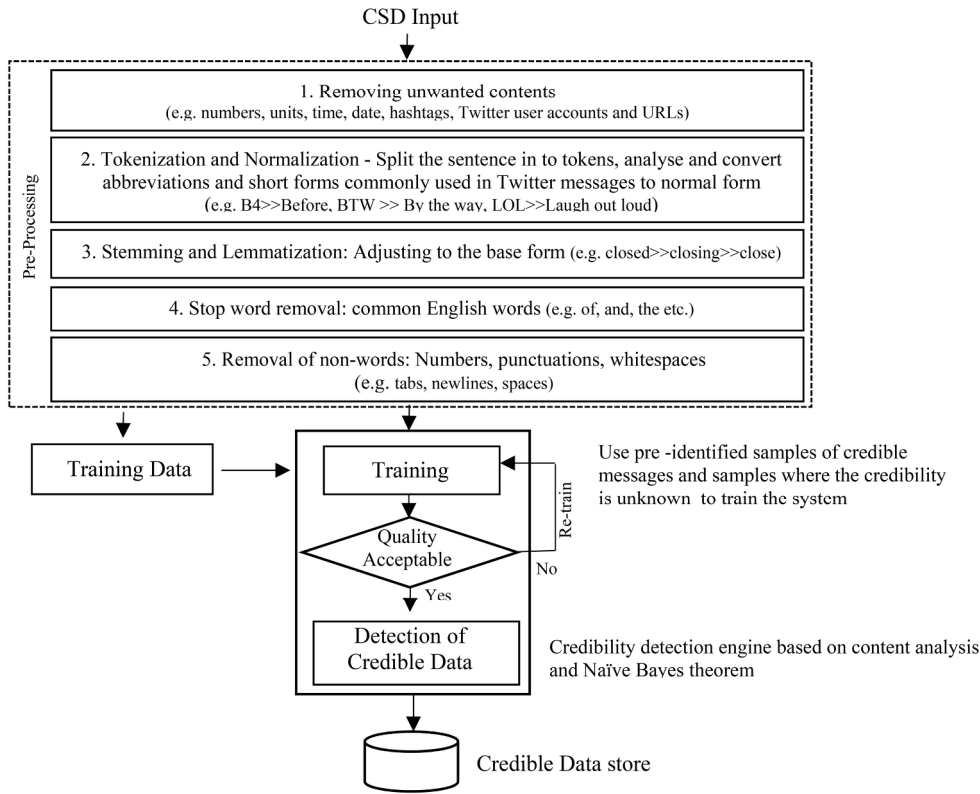 CSD Input
Pre-Processing
1. Removing unwanted contents
(e.g. numbers, units, time, date, hashtags, Twitter user accounts and URLs)
2. Tokenization and Normalization - Split the sentence in to tokens, analyse and convert
abbreviations and short forms commonly used in Twitter messages to normal form
(e.g. B4>>Before, BTW >> By the way, LOL>>Laugh out loud)
3. Stemming and Lemmatization: Adjusting to the base form (e.g. closed>>closing>>close)
4. Stop word removal: common English words (e.g. of, and, the etc.)
5. Removal of non-words: Numbers, punctuations, whitespaces
(e.g. tabs, newlines, spaces)
Training Data
Training
Re-train
Use pre -identified samples of credible
messages and samples where the credibility
is unknown to train the system
Quality
Acceptable
No
Yes
Detection of
Credible Data
Credibility detection engine based on content analysis
and Naïve Bayes theorem
Credible Data store